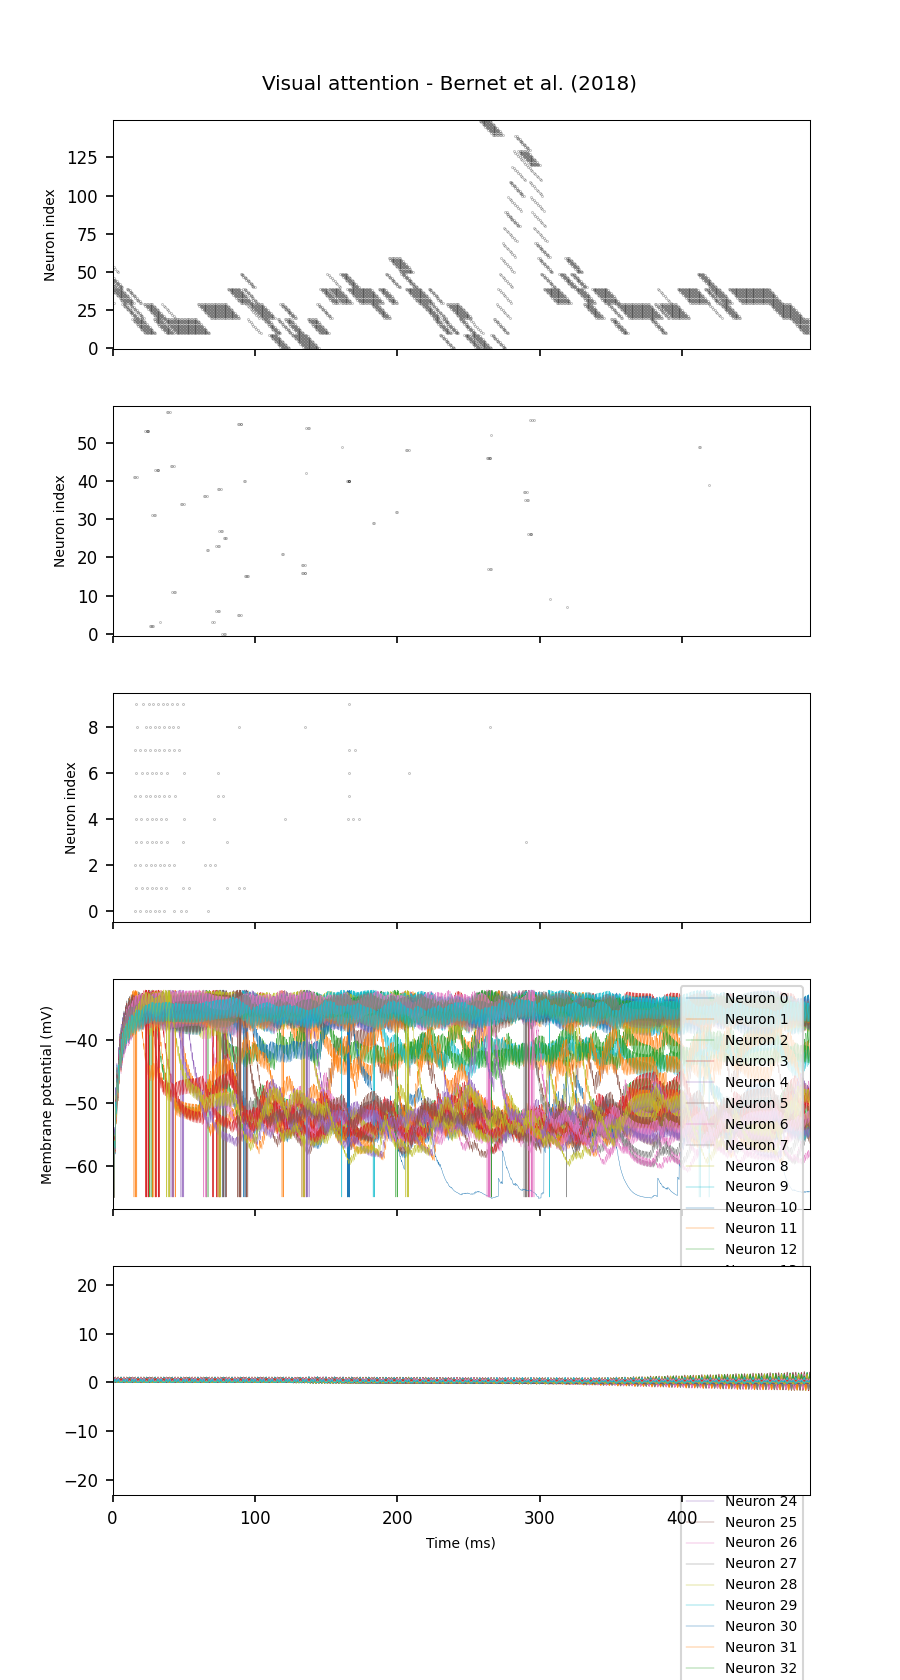 Visual attention - Bernet et al. (2018)
Neuron index
125
100
75
50
25
0
Neuron index
50
40
30
20
10
0
Neuron index
8
6
4
2
0
Membrane potential (mV)
−40
−50
−60
Neuron 0
Neuron 1
Neuron 2
Neuron 3
Neuron 4
Neuron 5
Neuron 6
Neuron 7
Neuron 8
Neuron 9
Neuron 10
Neuron 11
Neuron 12
20
10
0
−10
−20
0 100 200 300 400
Time (ms)
Neuron 24
Neuron 25
Neuron 26
Neuron 27
Neuron 28
Neuron 29
Neuron 30
Neuron 31
Neuron 32